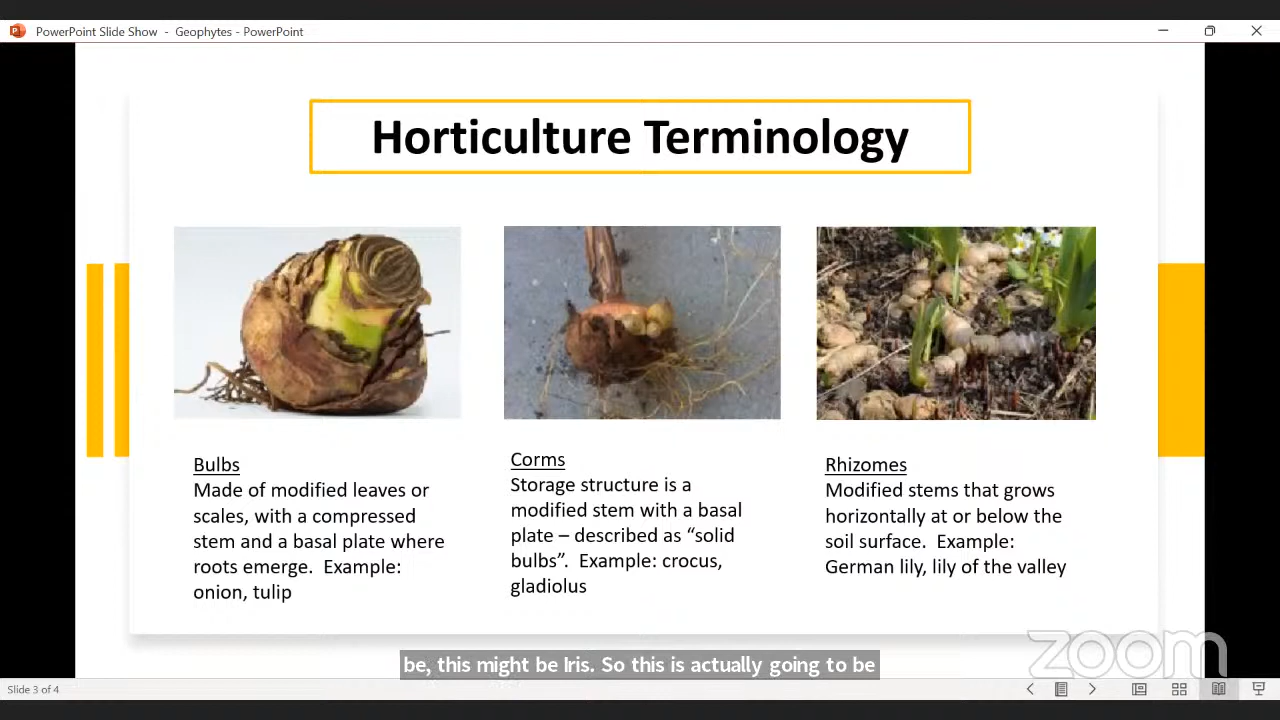 PowerPoint Slide Show - Geophytes - PowerPoint
Horticulture Terminology
Bulbs
Made of modified leaves or
scales, with a compressed
stem and a basal plate where
roots emerge. Example:
onion, tulip
Corms
Storage structure is a
modified stem with a basal
plate – described as “solid
bulbs”. Example: crocus,
gladiolus
Rhizomes
Modified stems that grows
horizontally at or below the
soil surface. Example:
German lily, lily of the valley
be, this might be Iris. So this is actually going to be
zoom
Slide 3 of 4